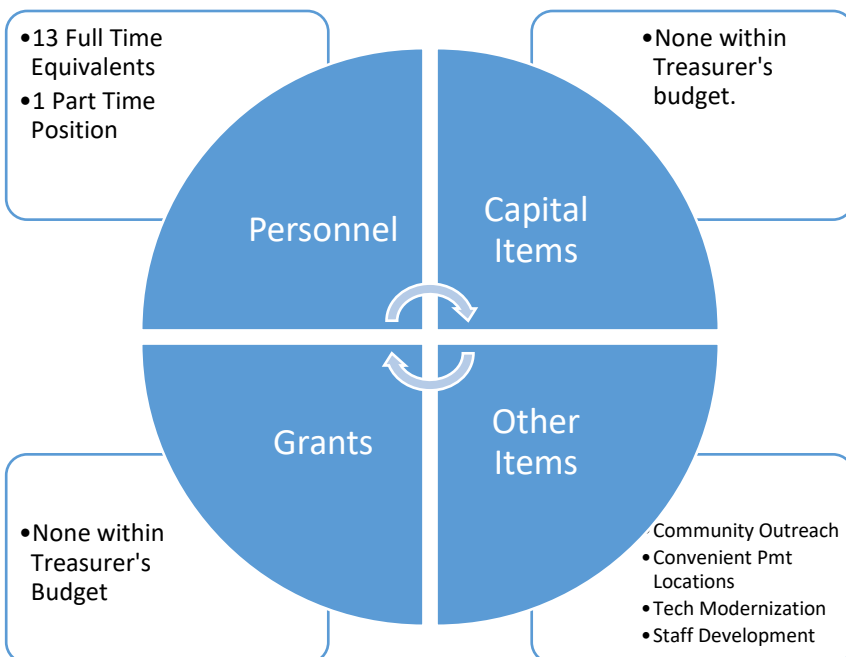 •13 Full Time
Equivalents
•1 Part Time
Position
•None within
Treasurer's
budget.
Personnel
Capital
Items
Grants
Other
Items
•None within
Treasurer's
Budget
Community Outreach
•Convenient Pmt
Locations
•Tech Modernization
•Staff Development